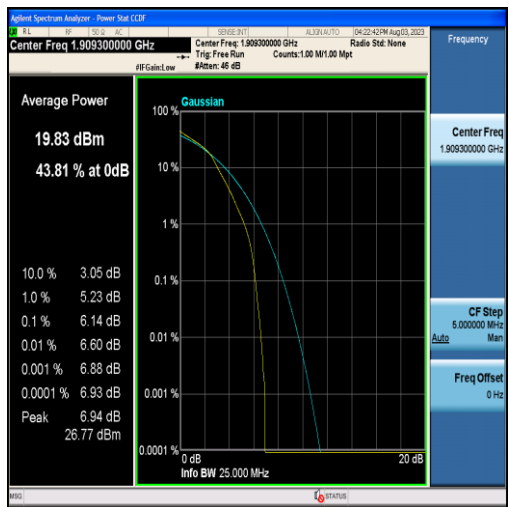 Agilent Spectrum Analyzer - Power Stat CCDF
RL RF 50 Ω AC SENSE:INT ALIGN AUTO 04:22:42 PM Aug 03, 2023
Center Freq 1.909300000 GHz
Center Freq: 1.909300000 GHz Radio Std: None
Trig: Free Run Counts:1.00 M/1.00 Mpt
#IFGain:Low #Atten: 46 dB
Frequency
Average Power
19.83 dBm
43.81 % at 0dB
10.0 % 3.05 dB
1.0 % 5.23 dB
0.1 % 6.14 dB
0.01 % 6.60 dB
0.001 % 6.88 dB
0.0001 % 6.93 dB
Peak 6.94 dB
26.77 dBm
Gaussian
100 %
10 %
1 %
0.1 %
0.01 %
0.001 %
0.0001 %
0 dB 20 dB
Info BW 25.000 MHz
Center Freq
1.909300000 GHz
CF Step
5.000000 MHz
Auto Man
Freq Offset
0 Hz
MSG STATUS